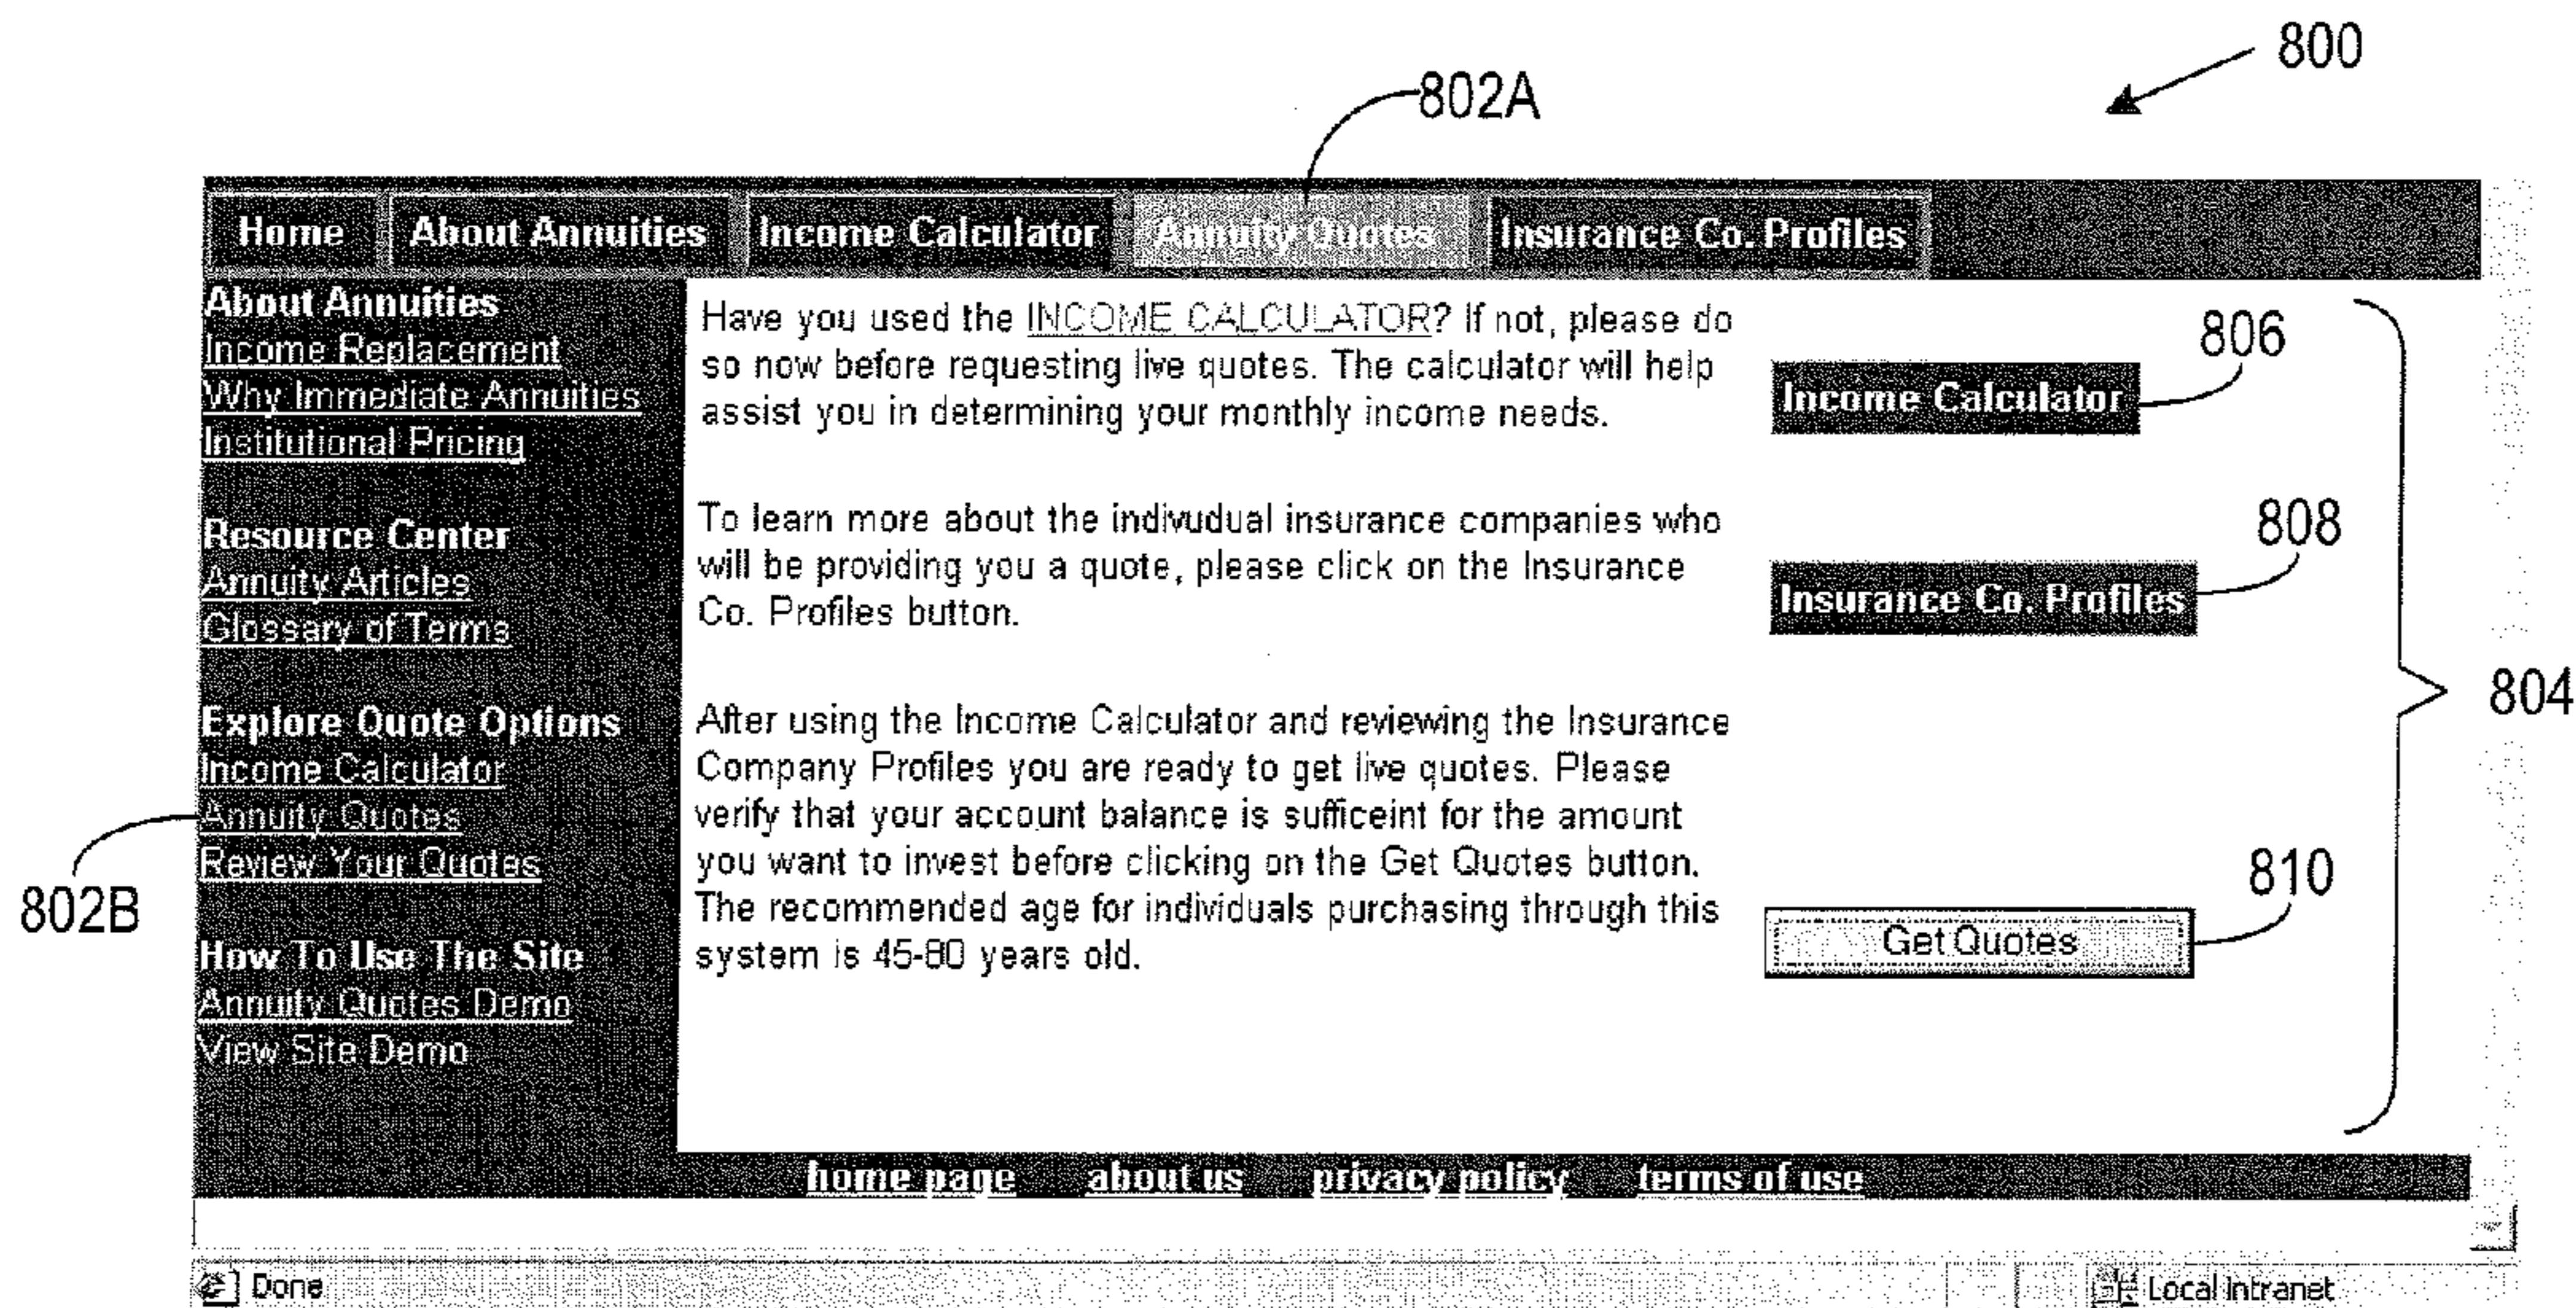 800
802A
Home About Annuities Income Calculator Annuity Quotes Insurance Co. Profiles
About Annuities
Income Replacement
Why Immediate Annuities
Institutional Pricing
Resource Center
Annuity Articles
Glossary of Terms
Explore Quote Options
Income Calculator
Annuity Quotes
Review Your Quotes
How To Use The Site
Annuity Quotes Demo
View Site Demo
802B
Have you used the INCOME CALCULATOR? If not, please do
so now before requesting live quotes. The calculator will help
assist you in determining your monthly income needs.
Income Calculator
806
To learn more about the indivudual insurance companies who
will be providing you a quote, please click on the Insurance
Co. Profiles button.
Insurance Co. Profiles
808
804
After using the Income Calculator and reviewing the Insurance
Company Profiles you are ready to get live quotes. Please
verify that your account balance is sufficeint for the amount
you want to invest before clicking on the Get Quotes button.
The recommended age for individuals purchasing through this
system is 45-80 years old.
Get Quotes
810
home page about us privacy policy terms of use
Done Local intranet